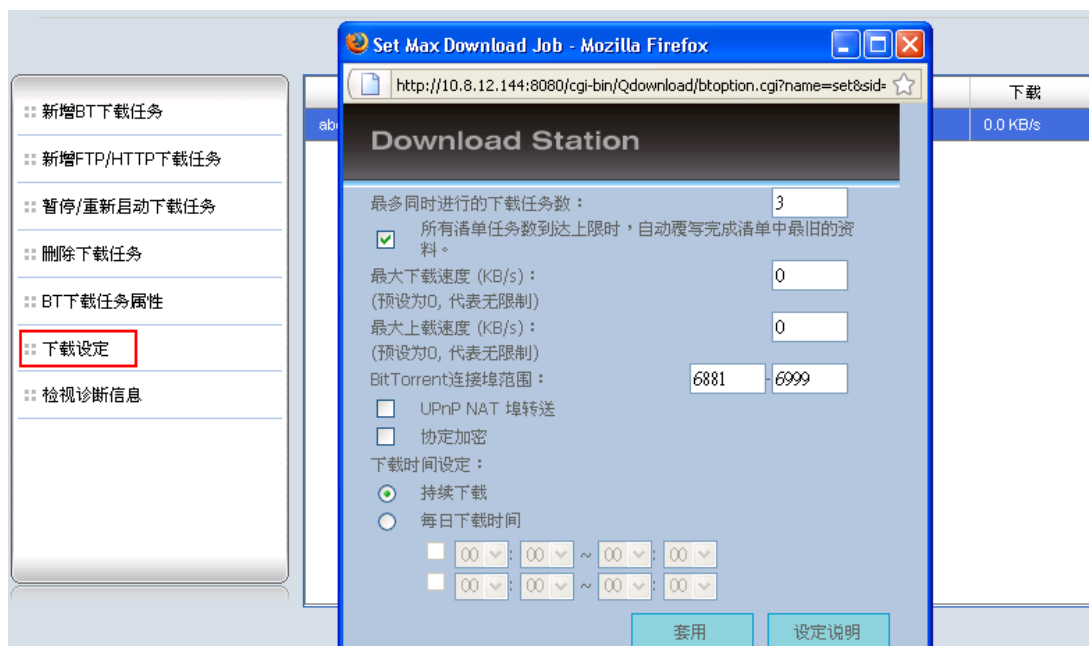 Set Max Download Job - Mozilla Firefox
http://10.8.12.144:8080/cgi-bin/Qdownload/btoption.cgi?name=set&sid=
新增BT下载任务
新增FTP/HTTP下载任务
暂停/重新启动下载任务
删除下载任务
BT下载任务属性
下载设定
检视诊断信息
下载
0.0 KB/s
Download Station
最多同时进行的下载任务数： 3
所有清单任务数到达上限时，自动覆写完成清单中最旧的资
料。
最大下载速度 (KB/s)： 0
(预设为0, 代表无限制)
最大上载速度 (KB/s)： 0
(预设为0, 代表无限制)
BitTorrent连接埠范围： 6881 - 6999
UPnP NAT 埠转送
协定加密
下载时间设定：
持续下载
每日下载时间
00 : 00 ~ 00 : 00
00 : 00 ~ 00 : 00
套用 设定说明